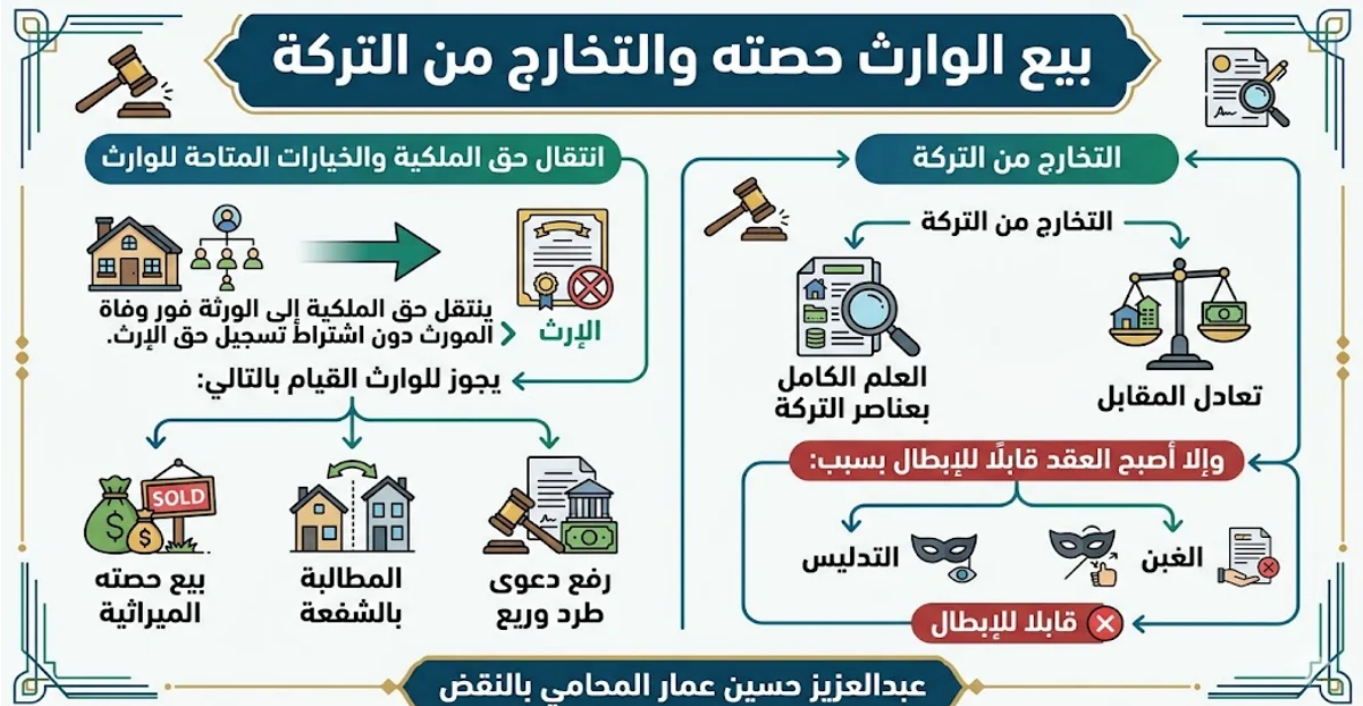 بيع الوارث حصته والتخارج من التركة
التخارج من التركة
التخارج من التركة
تعادل المقابل
العلم الكامل
بعناصر التركة
وإلا أصبح العقد قابلًا للإبطال بسبب:
الغبن
التدليس
قابلا للإبطال
انتقال حق الملكية والخيارات المتاحة للوارث
الإرث
ينتقل حق الملكية إلى الورثة فور وفاة
المورث دون اشتراط تسجيل حق الإرث.
يجوز للوارث القيام بالتالي:
رفع دعوى
طرد وريع
المطالبة
بالشفعة
SOLD
بيع حصته
الميراثية
عبدالعزيز حسين عمار المحامي بالنقض